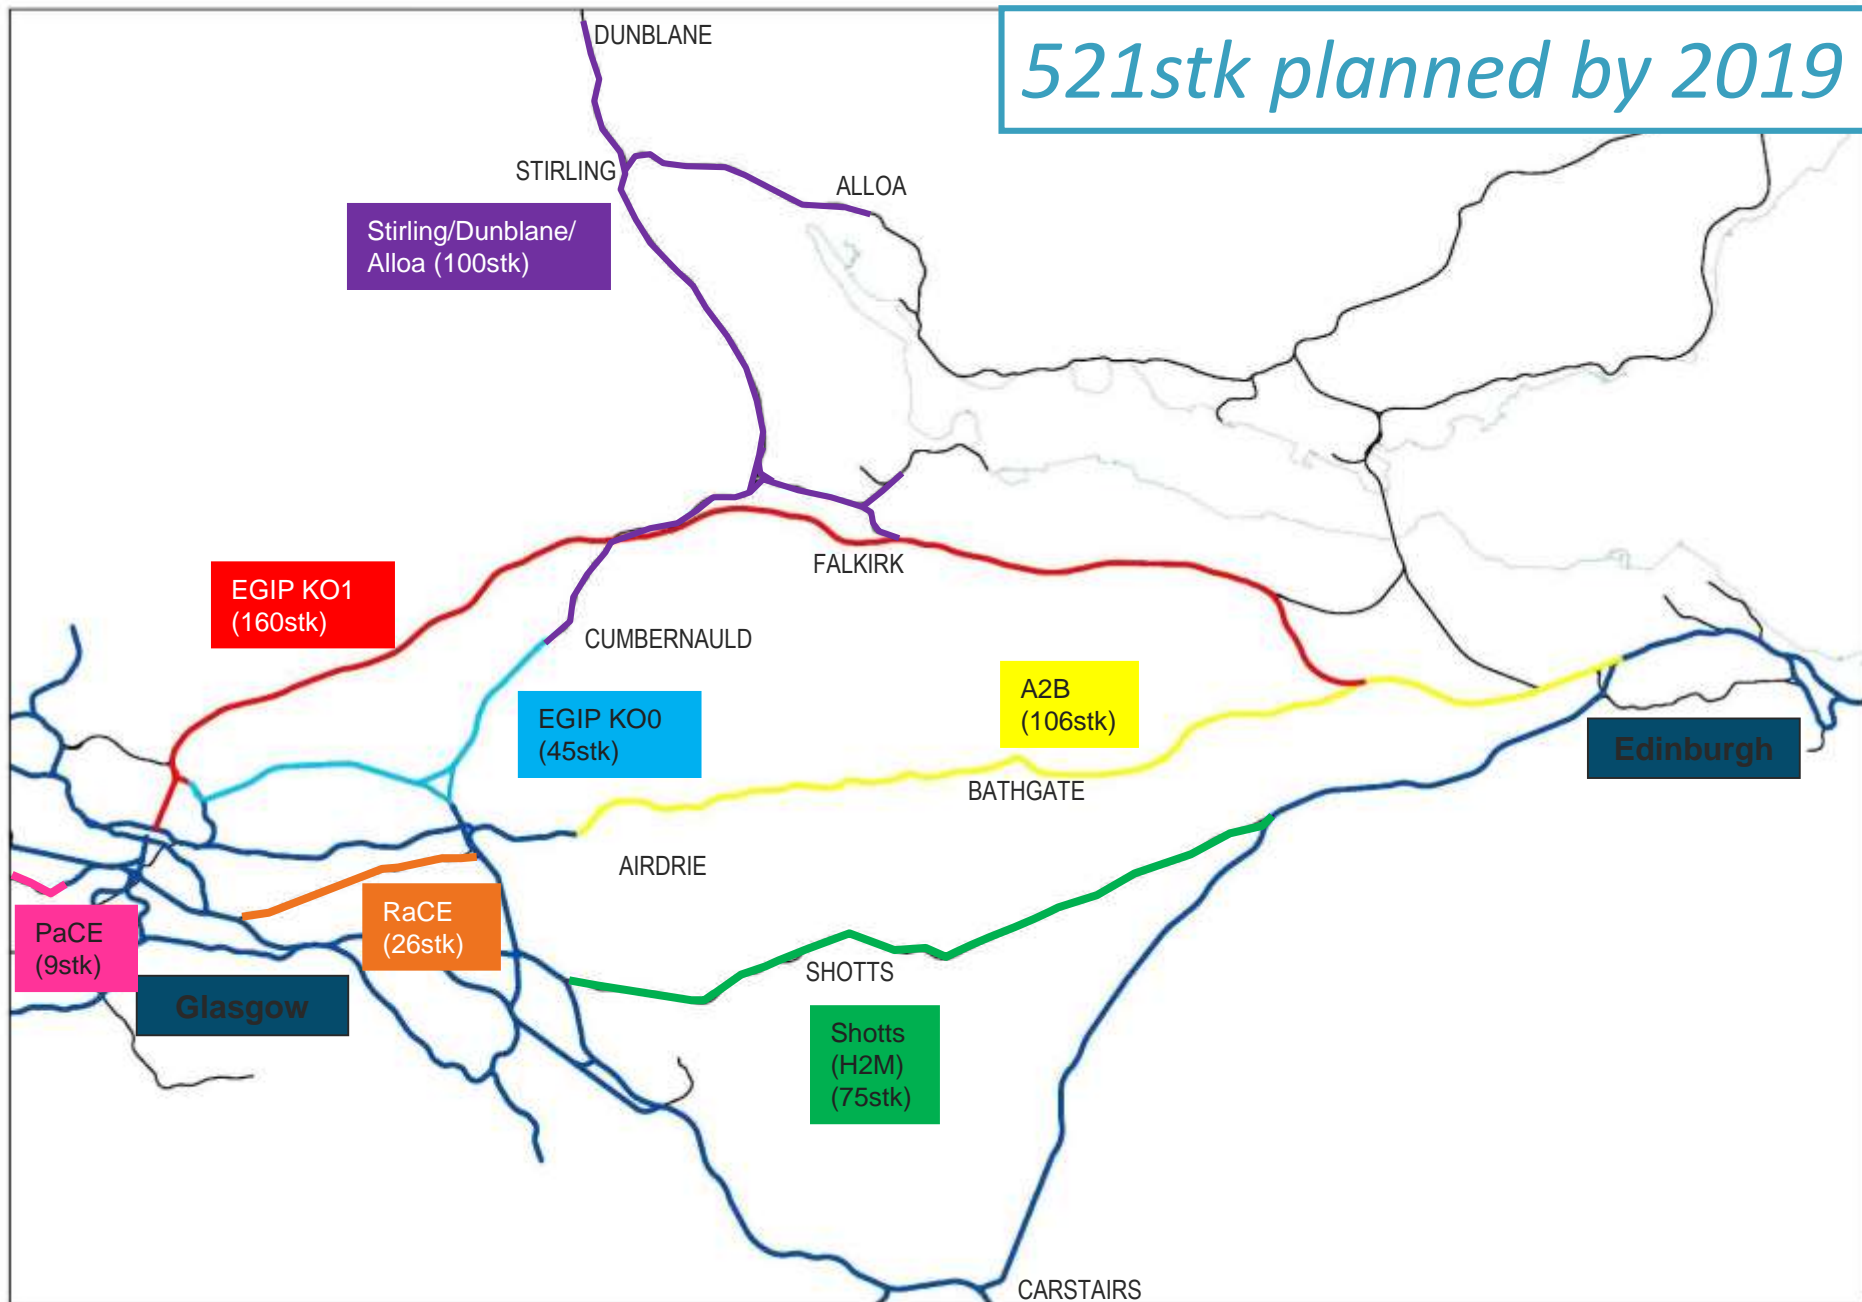 DUNBLANE
521stk planned by 2019
STIRLING
ALLOA
Stirling/Dunblane/
Alloa (100stk)
FALKIRK
EGIP KO1
(160stk)
CUMBERNAULD
A2B
(106stk)
EGIP KO0
(45stk)
Edinburgh
BATHGATE
AIRDRIE
RaCE
(26stk)
PaCE
(9stk)
SHOTTS
Glasgow
Shotts
(H2M)
(75stk)
CARSTAIRS